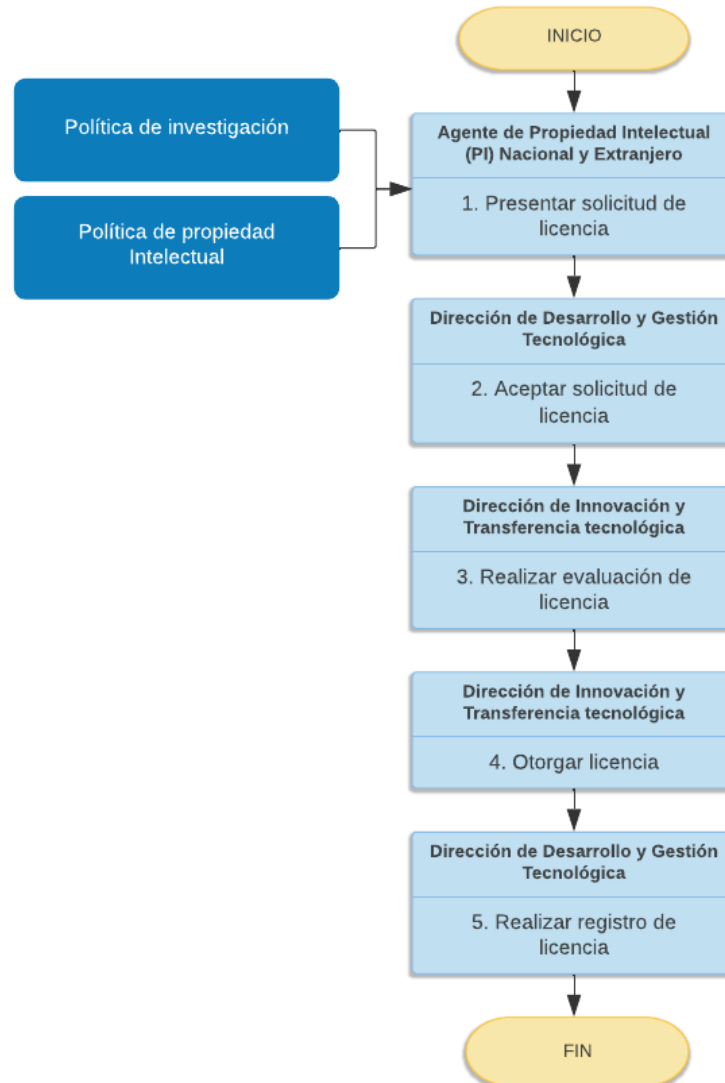 INICIO
Política de investigación
Política de propiedad
Intelectual
Agente de Propiedad Intelectual
(PI) Nacional y Extranjero
1. Presentar solicitud de
licencia
Dirección de Desarrollo y Gestión
Tecnológica
2. Aceptar solicitud de
licencia
Dirección de Innovación y
Transferencia tecnológica
3. Realizar evaluación de
licencia
Dirección de Innovación y
Transferencia tecnológica
4. Otorgar licencia
Dirección de Desarrollo y Gestión
Tecnológica
5. Realizar registro de
licencia
FIN